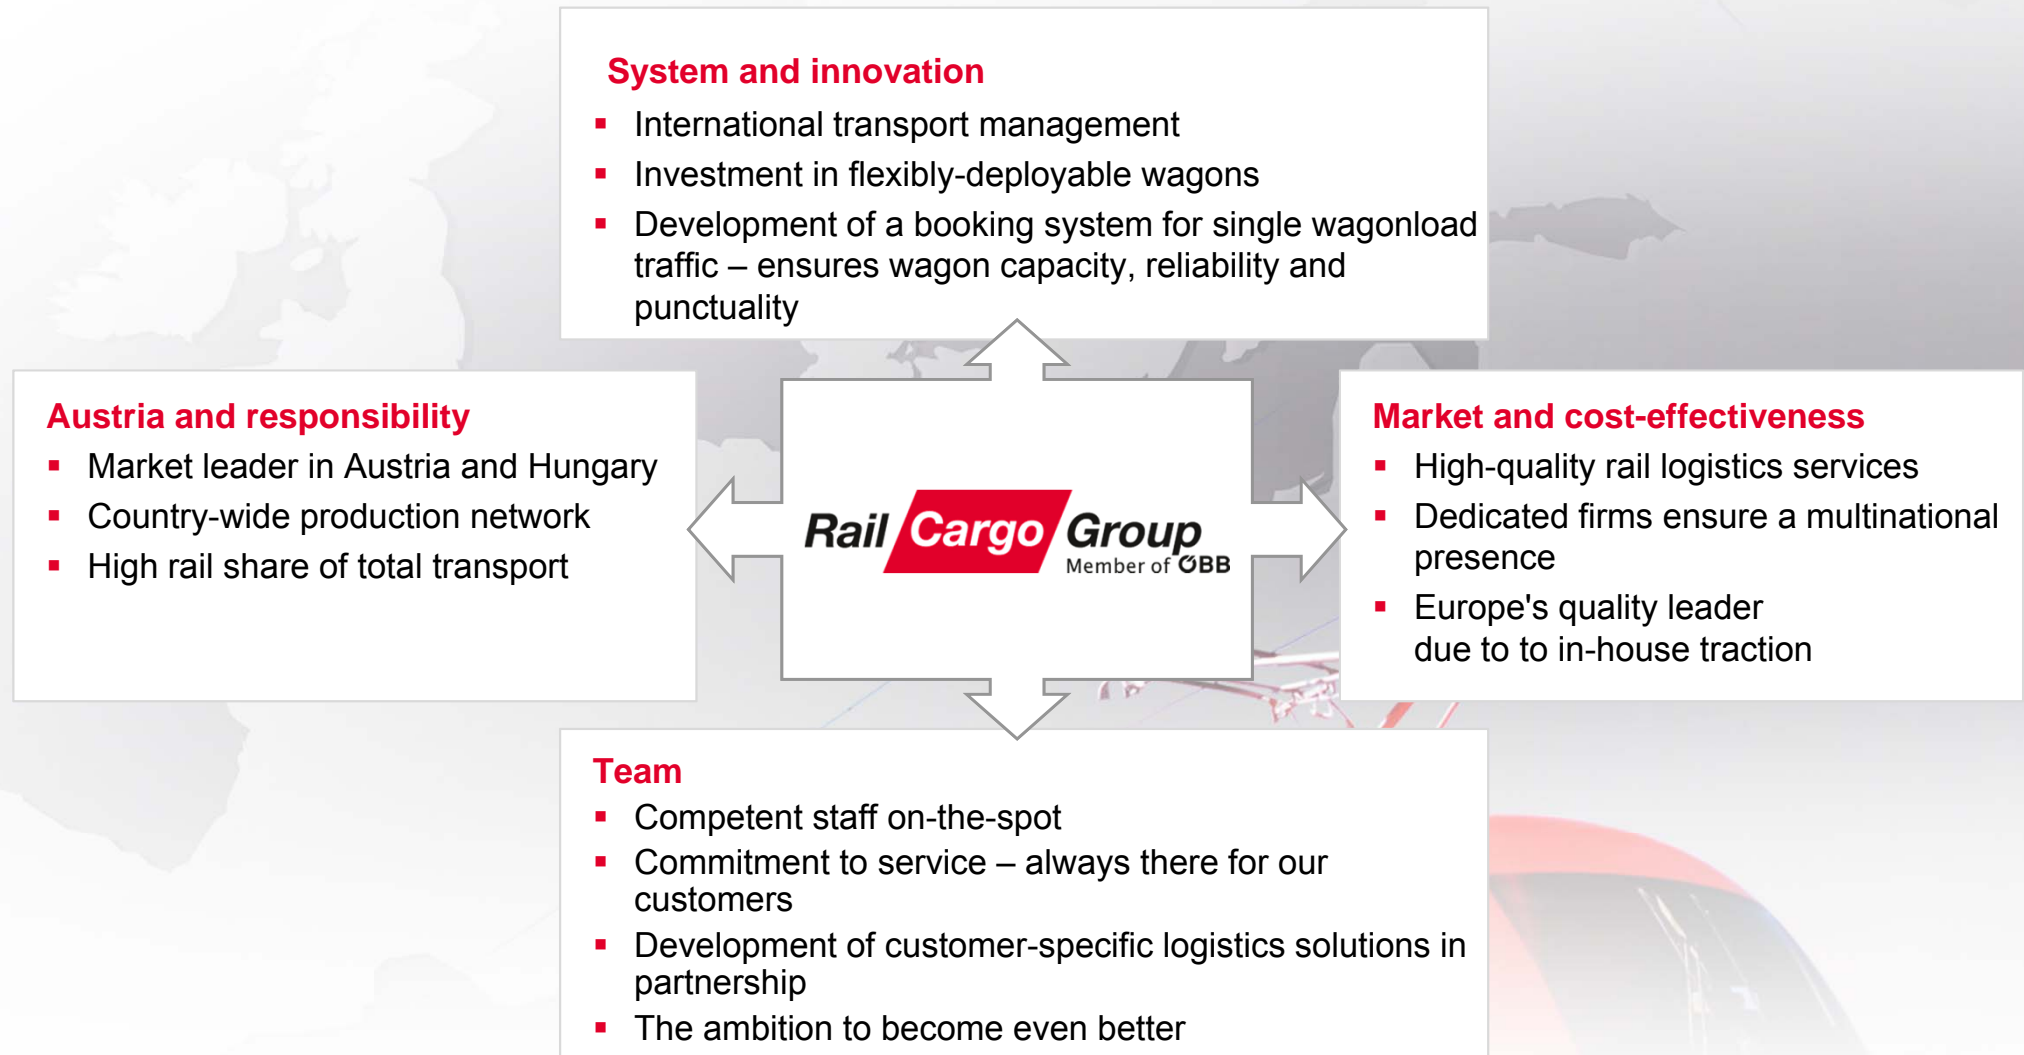 System and innovation
▪ International transport management
▪ Investment in flexibly-deployable wagons
▪ Development of a booking system for single wagonload
traffic – ensures wagon capacity, reliability and
punctuality
Austria and responsibility
▪ Market leader in Austria and Hungary
▪ Country-wide production network
▪ High rail share of total transport
Rail Cargo Group
Member of ÖBB
Market and cost-effectiveness
▪ High-quality rail logistics services
▪ Dedicated firms ensure a multinational
presence
▪ Europe's quality leader
due to to in-house traction
Team
▪ Competent staff on-the-spot
▪ Commitment to service – always there for our
customers
▪ Development of customer-specific logistics solutions in
partnership
▪ The ambition to become even better